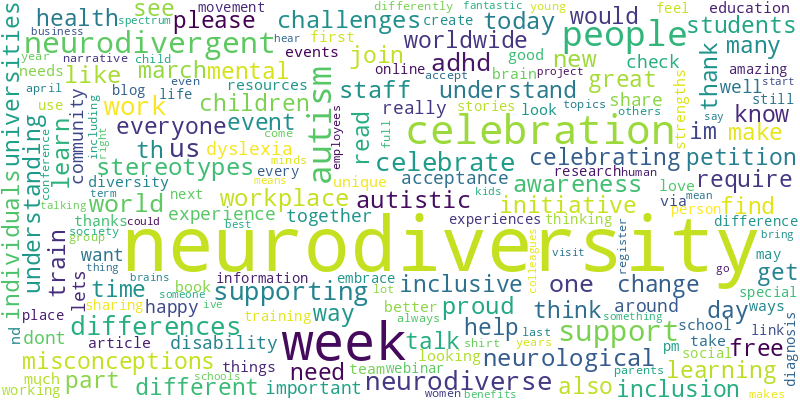 health
movement
differently
fantastic
young
feel
education
spectrum
see
please
challenges
create
today
would
students
business
narrative
child
hear
neurodivergent
worldwide
people
many
year
needs
events
first
join
adhd
good
new
check
amazing
like
march
mental
staff
online
accept
brain
project
great
thank
well
april
blog
life
resources
even
understand
still
use
work
children
read
really
stories
look
topics
others
share
strengths
know
start
universities
individuals
understanding
learn
community
conference
including
right
everyone
event
autism
employees
full
celebration
im
make
say
th
us
dyslexia
come
celebrate
celebrating
petition
stereotypes
minds
diversity
every
unique
acceptance
research
human
require
world
workplace
autistic
awareness
love
via
mean
term
next
means
kids
person
find
talking
thanks
experience
together
initiative
experiences
thinking
difference
society
could
group
best
bring
neurodiversity
train
want
information
embrace
colleagues
visit
register
may
get
thing
brains
book
someone
ive
lot
inclusive
one
change
go
special
nd
lets
time
supporting
way
better
proud
think
around
day
ways
place
sharing
happy
training
always
something
dont
differences
week
talk
help
last
support
school
link
diagnosis
article
disability
looking
shirt
years
pm
take
free
misconceptions
things
team
webinar
neurological
social
much
part
need
neurodiverse
parents
learning
working
schools
different
important
women
benefits
also
inclusion
makes